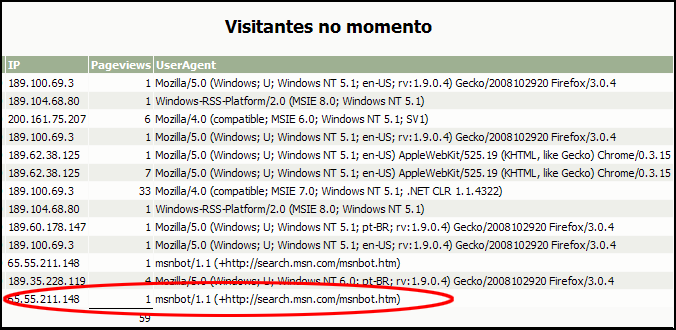 Visitantes no momento
IP Pageviews UserAgent
189.100.69.3 1 Mozilla/5.0 (Windows; U; Windows NT 5.1; en-US; rv:1.9.0.4) Gecko/2008102920 Firefox/3.0.4
189.104.68.80 1 Windows-RSS-Platform/2.0 (MSIE 8.0; Windows NT 5.1)
200.161.75.207 6 Mozilla/4.0 (compatible; MSIE 6.0; Windows NT 5.1; SV1)
189.100.69.3 1 Mozilla/5.0 (Windows; U; Windows NT 5.1; en-US; rv:1.9.0.4) Gecko/2008102920 Firefox/3.0.4
189.62.38.125 1 Mozilla/5.0 (Windows; U; Windows NT 5.1; en-US) AppleWebKit/525.19 (KHTML, like Gecko) Chrome/0.3.15
189.62.38.125 7 Mozilla/5.0 (Windows; U; Windows NT 5.1; en-US) AppleWebKit/525.19 (KHTML, like Gecko) Chrome/0.3.15
189.100.69.3 33 Mozilla/4.0 (compatible; MSIE 7.0; Windows NT 5.1; .NET CLR 1.1.4322)
189.104.68.80 1 Windows-RSS-Platform/2.0 (MSIE 8.0; Windows NT 5.1)
189.60.178.147 1 Mozilla/5.0 (Windows; U; Windows NT 5.1; pt-BR; rv:1.9.0.4) Gecko/2008102920 Firefox/3.0.4
189.100.69.3 1 Mozilla/5.0 (Windows; U; Windows NT 5.1; en-US; rv:1.9.0.4) Gecko/2008102920 Firefox/3.0.4
65.55.211.148 1 msnbot/1.1 (+http://search.msn.com/msnbot.htm)
189.35.228.119 4 Mozilla/5.0 (Windows; U; Windows NT 6.0; pt-BR; rv:1.9.0.4) Gecko/2008102920 Firefox/3.0.4
65.55.211.148 1 msnbot/1.1 (+http://search.msn.com/msnbot.htm)
59